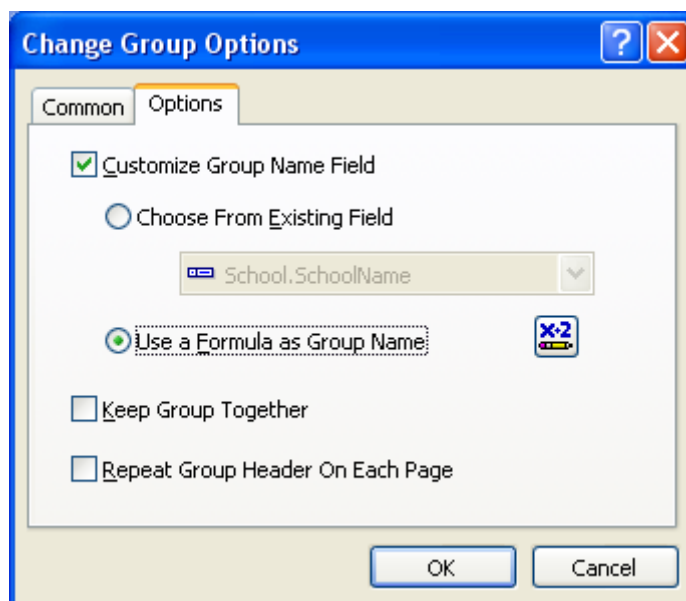 Change Group Options
Common Options
Customize Group Name Field
Choose From Existing Field
School.SchoolName
Use a Formula as Group Name
X+2
Keep Group Together
Repeat Group Header On Each Page
OK Cancel